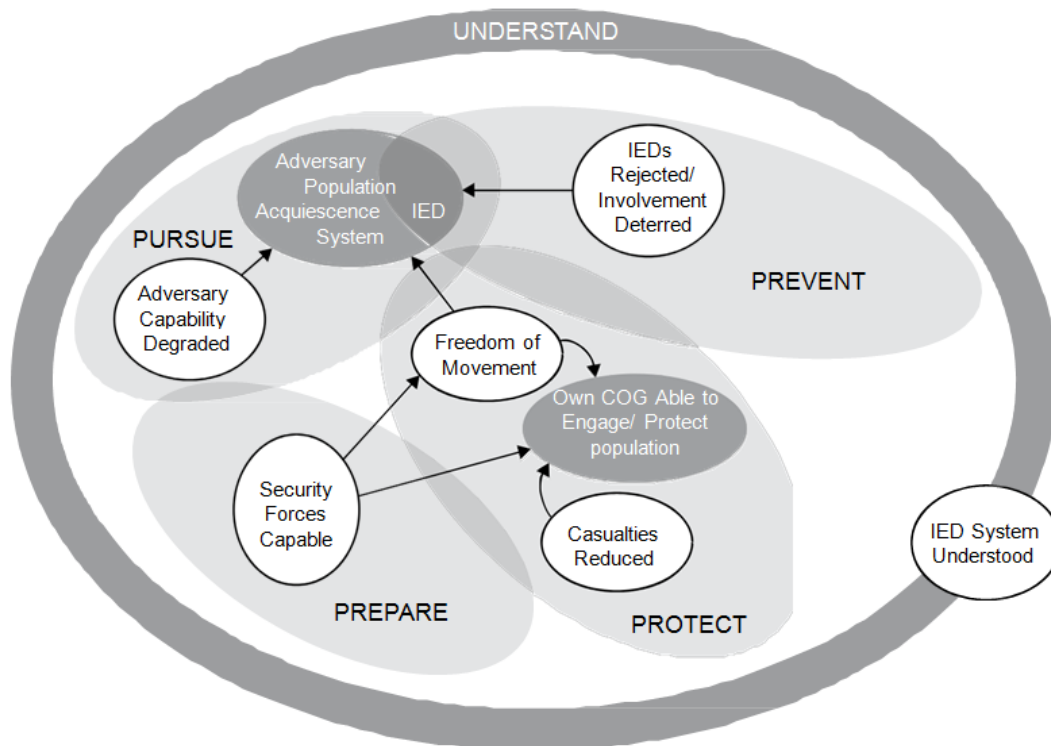 UNDERSTAND
Adversary
Population
Acquiescence IED
System
IEDs
Rejected/
Involvement
Deterred
PURSUE
PREVENT
Adversary
Capability
Degraded
Freedom of
Movement
Own COG Able to
Engage/ Protect
population
Security
Forces
Capable
Casualties
Reduced
IED System
Understood
PREPARE
PROTECT